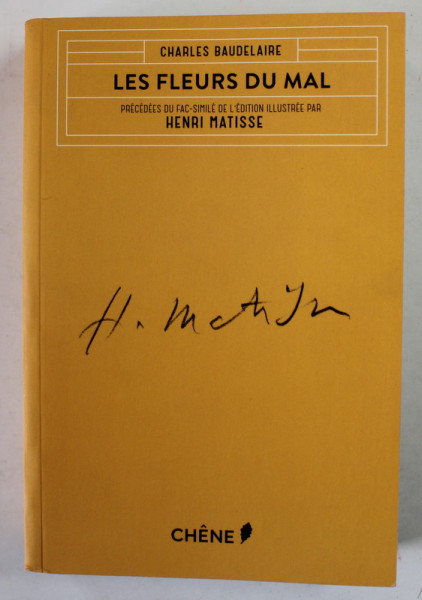 CHARLES BAUDELAIRE
LES FLEURS DU MAL
PRÉCÉDÉES DU FAC-SIMILÉ DE L'ÉDITION ILLUSTRÉE PAR
HENRI MATISSE
H. Matisse
CHÊNE